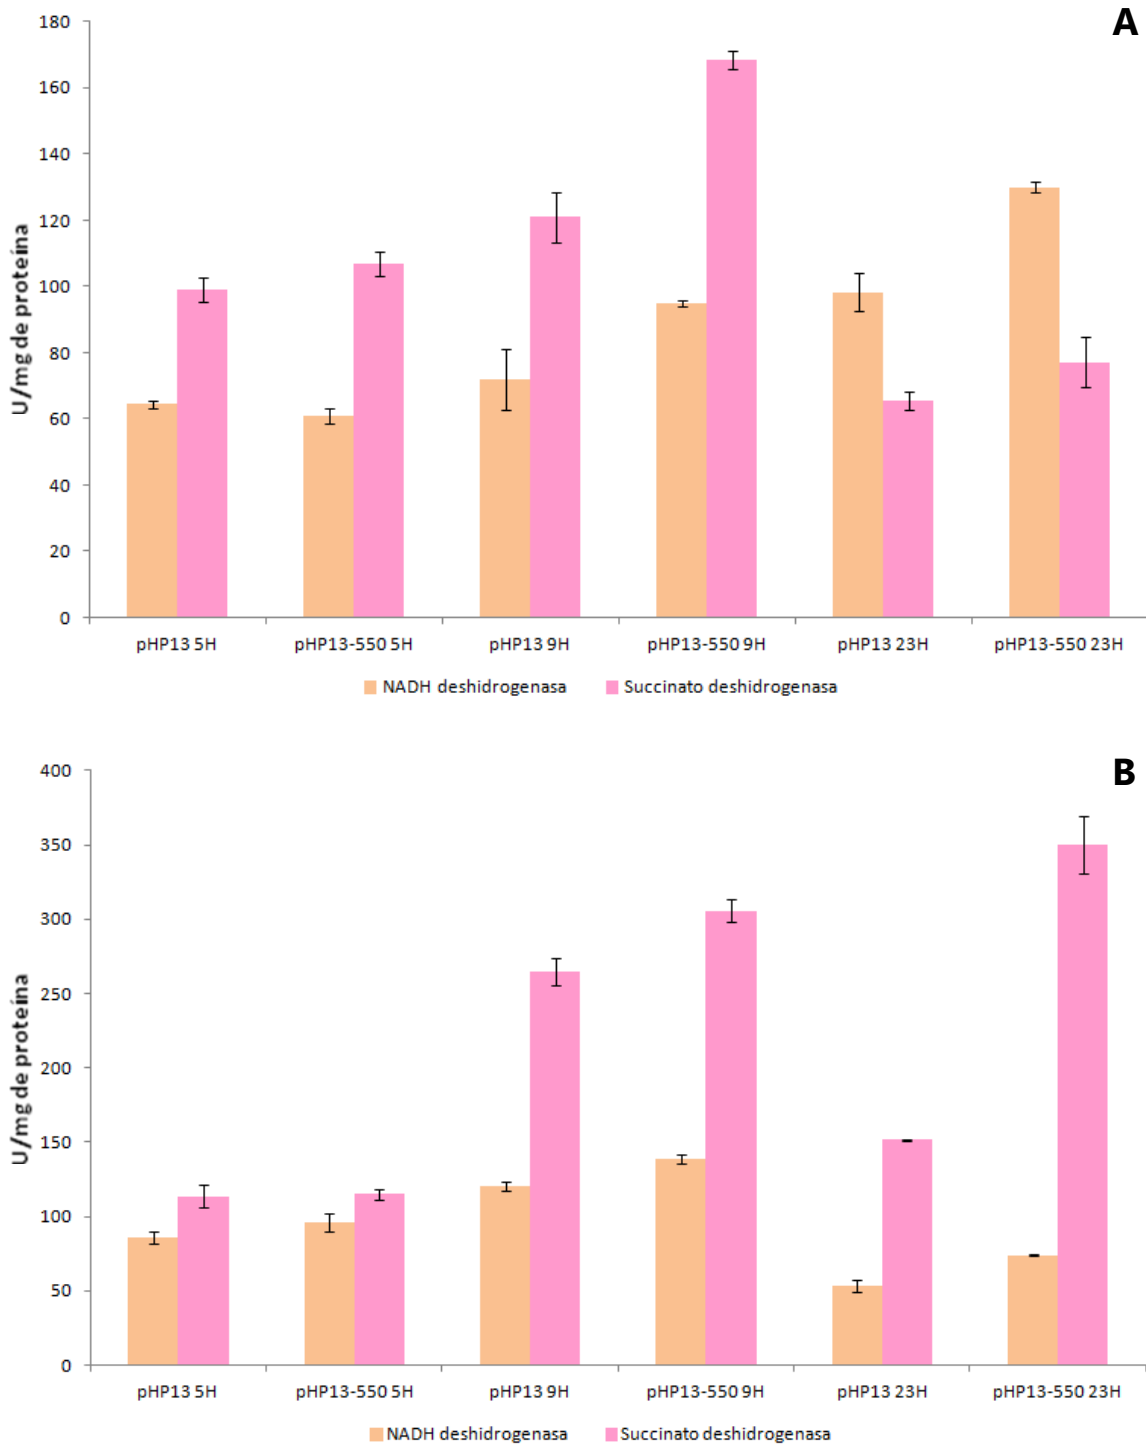 A
180
160
140
120
100
80
60
40
20
0
U/mg de proteína
pHP13 5H pHP13-550 5H pHP13 9H pHP13-550 9H pHP13 23H pHP13-550 23H
NADH deshidrogenasa Succinato deshidrogenasa
B
400
350
300
250
200
150
100
50
0
U/mg de proteína
pHP13 5H pHP13-550 5H pHP13 9H pHP13-550 9H pHP13 23H pHP13-550 23H
NADH deshidrogenasa Succinato deshidrogenasa